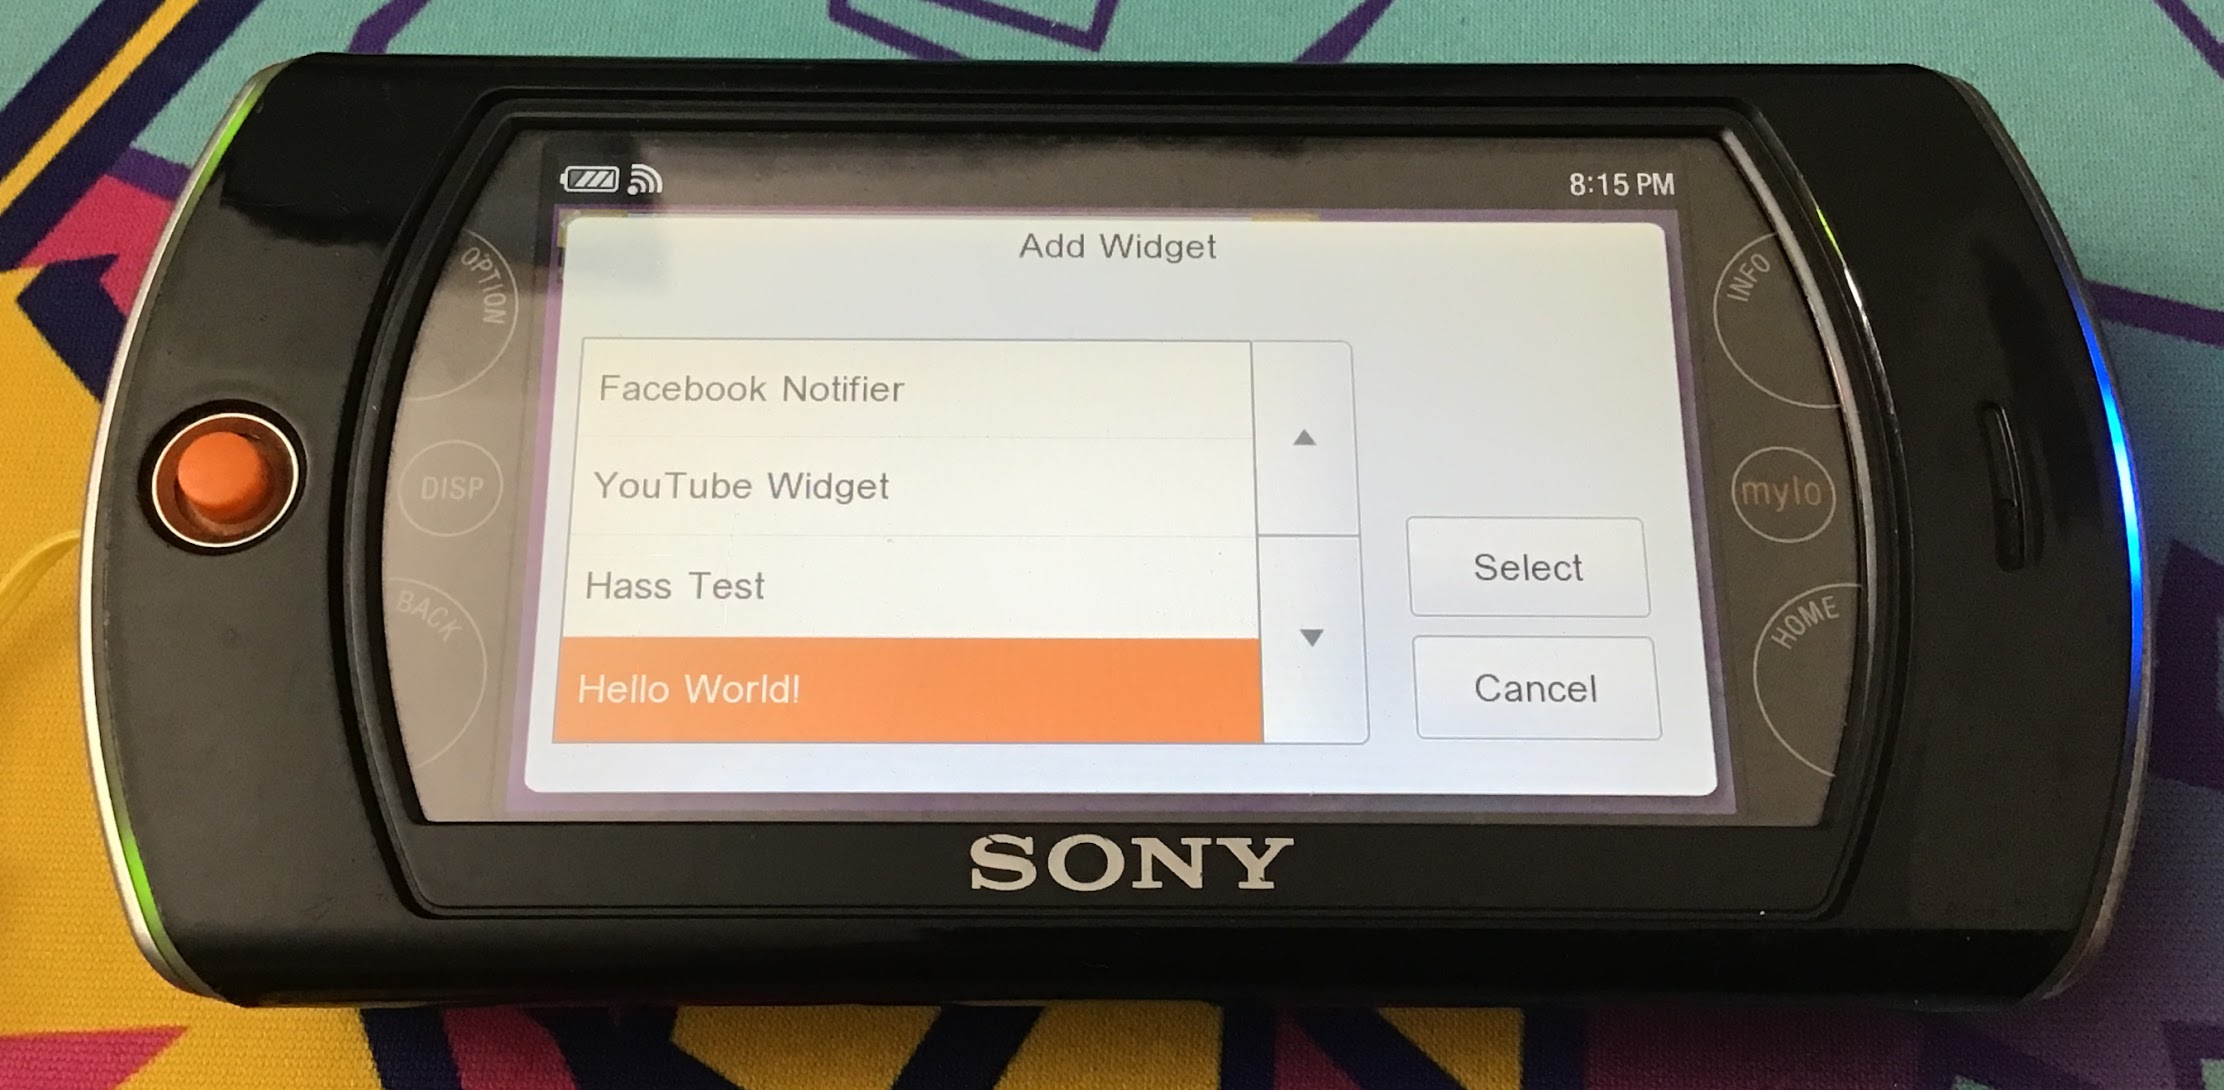 8:15 PM
Add Widget
OPTION
INFO
Facebook Notifier
YouTube Widget
DISP
mylo
Hass Test
Select
BACK
HOME
Hello World!
Cancel
SONY